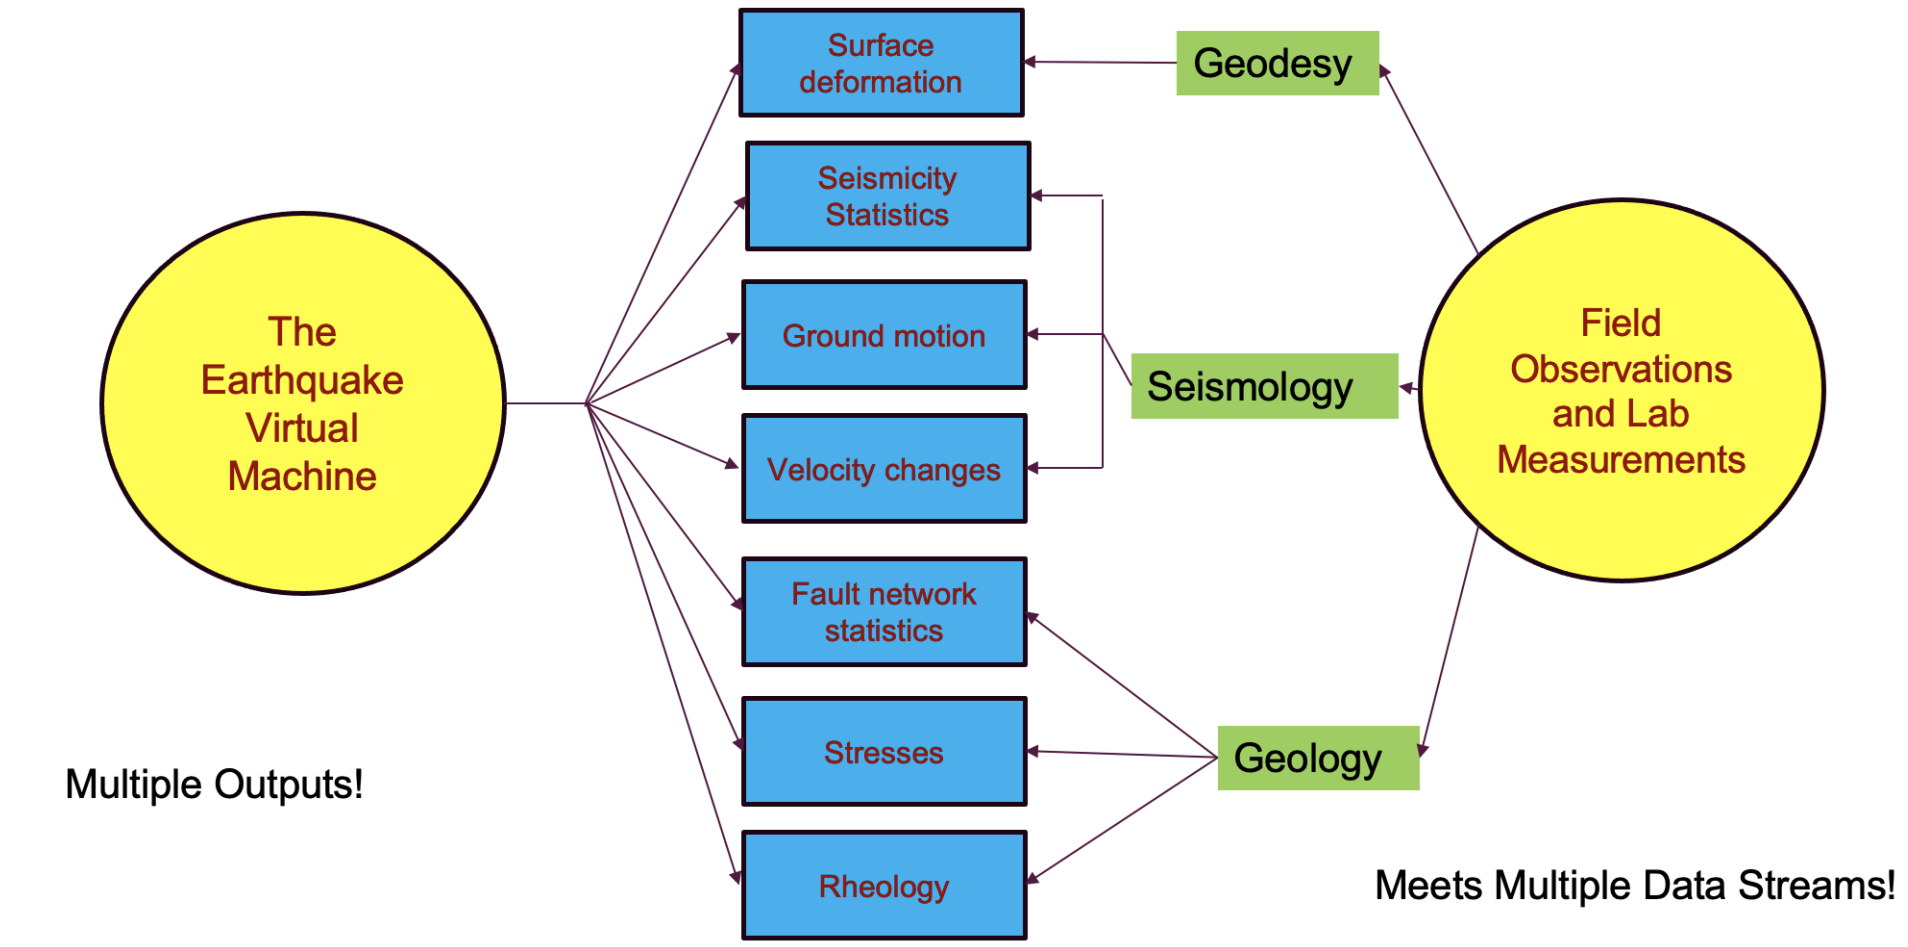 The
Earthquake
Virtual
Machine
Multiple Outputs!
Surface
deformation
Seismicity
Statistics
Ground motion
Velocity changes
Fault network
statistics
Stresses
Rheology
Geodesy
Seismology
Geology
Field
Observations
and Lab
Measurements
Meets Multiple Data Streams!